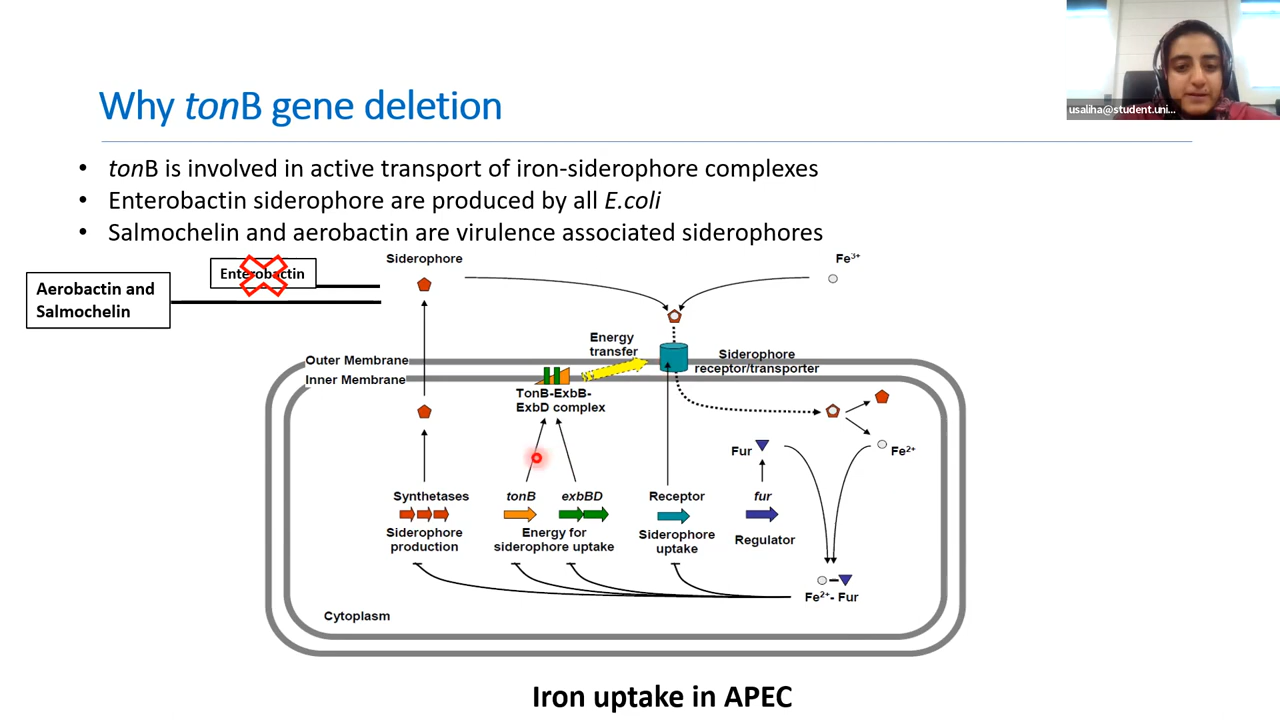 usaliha@student.uni...
Why tonB gene deletion
• tonB is involved in active transport of iron-siderophore complexes
• Enterobactin siderophore are produced by all E.coli
• Salmochelin and aerobactin are virulence associated siderophores
Siderophore
Fe³⁺
Enterobactin
Aerobactin and
Salmochelin
Energy
transfer
Outer Membrane
Inner Membrane
Siderophore
receptor/transporter
TonB-ExbB-
ExbD complex
Fur
Fe²⁺
Synthetases
tonB
exbBD
Receptor
fur
Siderophore
production
Energy for
siderophore uptake
Siderophore
uptake
Regulator
Fe²⁺- Fur
Cytoplasm
Iron uptake in APEC